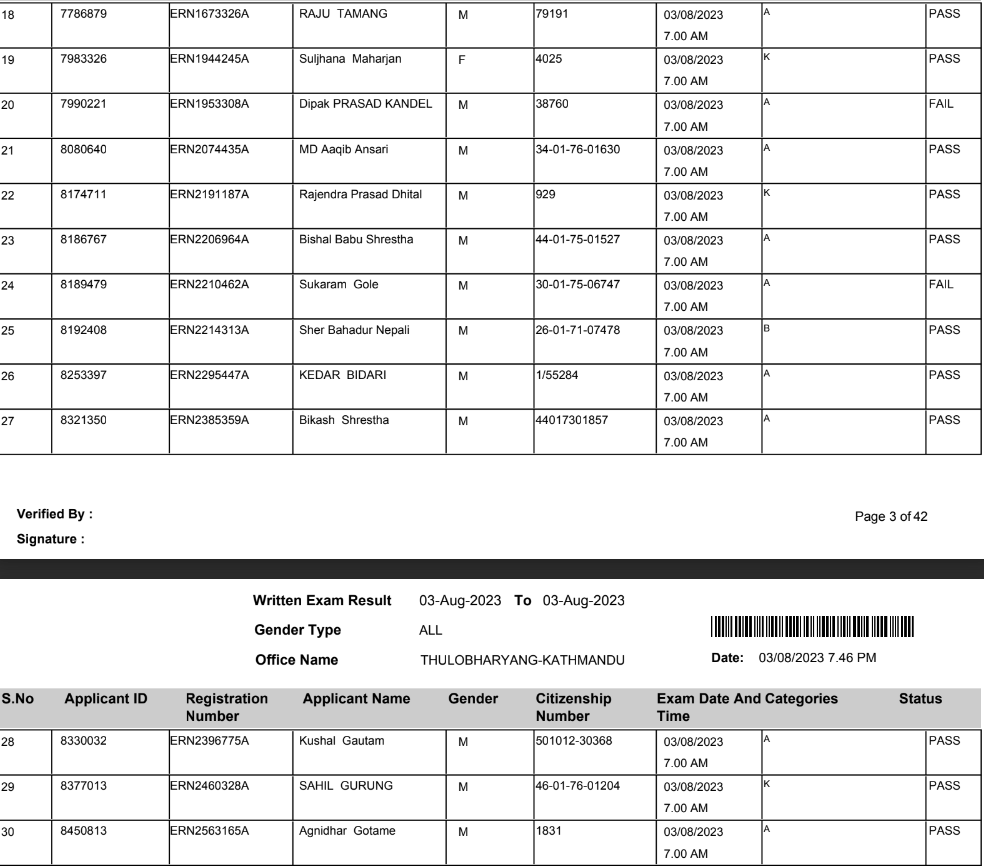 18 7786879 ERN1673326A RAJU TAMANG M 79191 03/08/2023 A PASS
7.00 AM
19 7983326 ERN1944245A Suljhana Maharjan F 4025 03/08/2023 K PASS
7.00 AM
20 7990221 ERN1953308A Dipak PRASAD KANDEL M 38760 03/08/2023 A FAIL
7.00 AM
21 8080640 ERN2074435A MD Aaqib Ansari M 34-01-76-01630 03/08/2023 A PASS
7.00 AM
22 8174711 ERN2191187A Rajendra Prasad Dhital M 929 03/08/2023 K PASS
7.00 AM
23 8186767 ERN2206964A Bishal Babu Shrestha M 44-01-75-01527 03/08/2023 A PASS
7.00 AM
24 8189479 ERN2210462A Sukaram Gole M 30-01-75-06747 03/08/2023 A FAIL
7.00 AM
25 8192408 ERN2214313A Sher Bahadur Nepali M 26-01-71-07478 03/08/2023 B PASS
7.00 AM
26 8253397 ERN2295447A KEDAR BIDARI M 1/55284 03/08/2023 A PASS
7.00 AM
27 8321350 ERN2385359A Bikash Shrestha M 44017301857 03/08/2023 A PASS
7.00 AM
Verified By :
Page 3 of 42
Signature :
Written Exam Result 03-Aug-2023 To 03-Aug-2023
Gender Type ALL
Office Name THULOBHARYANG-KATHMANDU Date: 03/08/2023 7.46 PM
S.No Applicant ID Registration Applicant Name Gender Citizenship Exam Date And Categories Status
Number Number Time
28 8330032 ERN2396775A Kushal Gautam M 501012-30368 03/08/2023 A PASS
7.00 AM
29 8377013 ERN2460328A SAHIL GURUNG M 46-01-76-01204 03/08/2023 K PASS
7.00 AM
30 8450813 ERN2563165A Agnidhar Gotame M 1831 03/08/2023 A PASS
7.00 AM